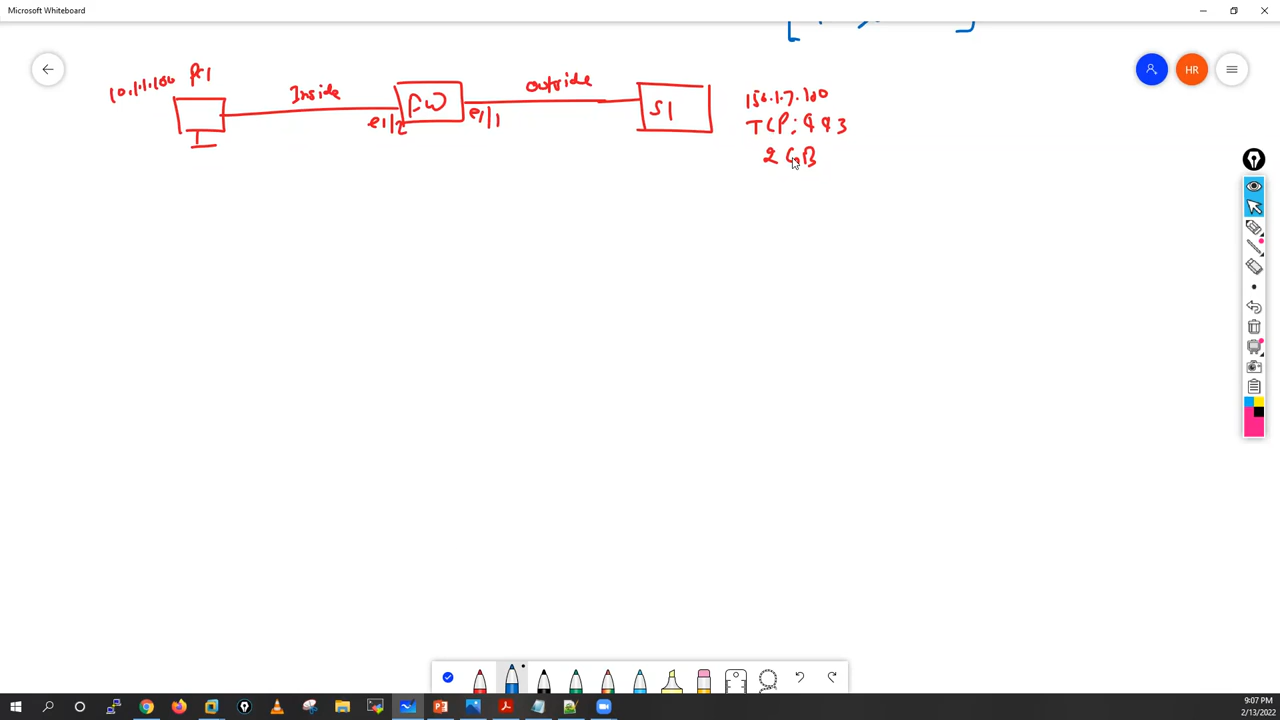 Microsoft Whiteboard
HR
10.1.1.100 PC1
Inside
FW
e1/2
e1/1
outside
S1
150.1.7.100
TCP: 443
2 GB
9:07 PM
2/13/2022